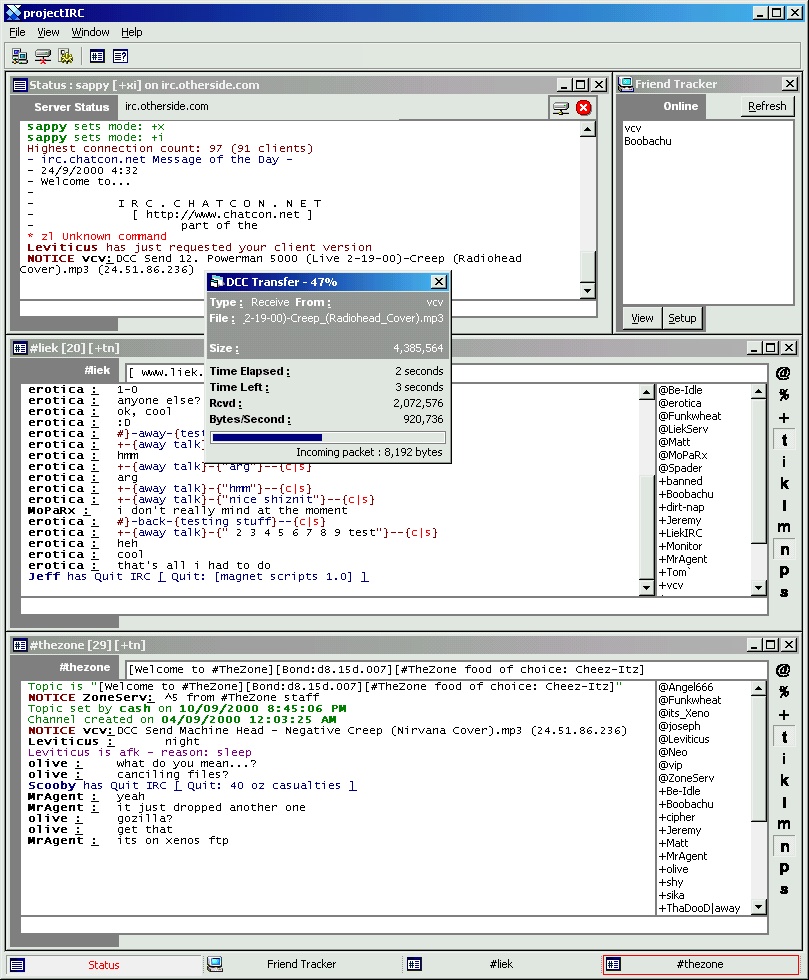 projectIRC
File View Window Help
Status : sappy [+xi] on irc.otherside.com
Server Status irc.otherside.com
sappy sets mode: +x
sappy sets mode: +i
Highest connection count: 97 (91 clients)
- irc.chatcon.net Message of the Day -
- 24/9/2000 4:32
- Welcome to...
-
- I R C . C H A T C O N . N E T
- [ http://www.chatcon.net ]
- part of the
* zl Unknown command
Leviticus has just requested your client version
NOTICE vcv: DCC Send 12. Powerman 5000 (Live 2-19-00)-Creep (Radiohead
Cover).mp3 (24.51.86.236)
Friend Tracker
Online Refresh
vcv
Boobachu
View Setup
DCC Transfer - 47%
Type : Receive From : vcv
File : _2-19-00)-Creep_(Radiohead_Cover).mp3
Size : 4,385,564
Time Elapsed : 2 seconds
Time Left : 3 seconds
Rcvd : 2,072,576
Bytes/Second : 920,736
Incoming packet : 8,192 bytes
#liek [20] [+tn]
#liek [ www.liek.
erotica : 1-0
erotica : anyone else?
erotica : ok, cool
erotica : :D
erotica : #}-away-{test
erotica : +-{away talk}-{
erotica : hmm
erotica : +-{away talk}-{"arg"}--{c|s}
erotica : arg
erotica : +-{away talk}-{"hmm"}--{c|s}
erotica : +-{away talk}-{"nice shiznit"}--{c|s}
MoPaRx : i don't really mind at the moment
erotica : #}-back-{testing stuff}--{c|s}
erotica : +-{away talk}-{" 2 3 4 5 6 7 8 9 test"}--{c|s}
erotica : heh
erotica : cool
erotica : that's all i had to do
Jeff has Quit IRC [ Quit: [magnet scripts 1.0] ]
@Be-Idle
@erotica
@Funkwheat
@LiekServ
@Matt
@MoPaRx
@Spader
+banned
+Boobachu
+dirt-nap
+Jeremy
+LiekIRC
+Monitor
+MrAgent
+Tom`
+vcv
@
%
+
t
i
k
l
m
n
p
s
#thezone [29] [+tn]
#thezone [Welcome to #TheZone][Bond:d8.15d.007][#TheZone food of choice: Cheez-Itz]
Topic is "[Welcome to #TheZone][Bond:d8.15d.007][#TheZone food of choice: Cheez-Itz]"
NOTICE ZoneServ: ^5 from #TheZone staff
Topic set by cash on 10/09/2000 8:45:06 PM
Channel created on 04/09/2000 12:03:25 AM
NOTICE vcv: DCC Send Machine Head - Negative Creep (Nirvana Cover).mp3 (24.51.86.236)
Leviticus : night
Leviticus is afk - reason: sleep
olive : what do you mean...?
olive : canciling files?
Scooby has Quit IRC [ Quit: 40 oz casualties ]
MrAgent : yeah
MrAgent : it just dropped another one
olive : gozilla?
olive : get that
MrAgent : its on xenos ftp
@Angel666
@Funkwheat
@its_Xeno
@joseph
@Leviticus
@Neo
@vip
@ZoneServ
+Be-Idle
+Boobachu
+cipher
+Jeremy
+Matt
+MrAgent
+olive
+shy
+sika
+ThaDooD|away
@
%
+
t
i
k
l
m
n
p
s
Status Friend Tracker #liek #thezone